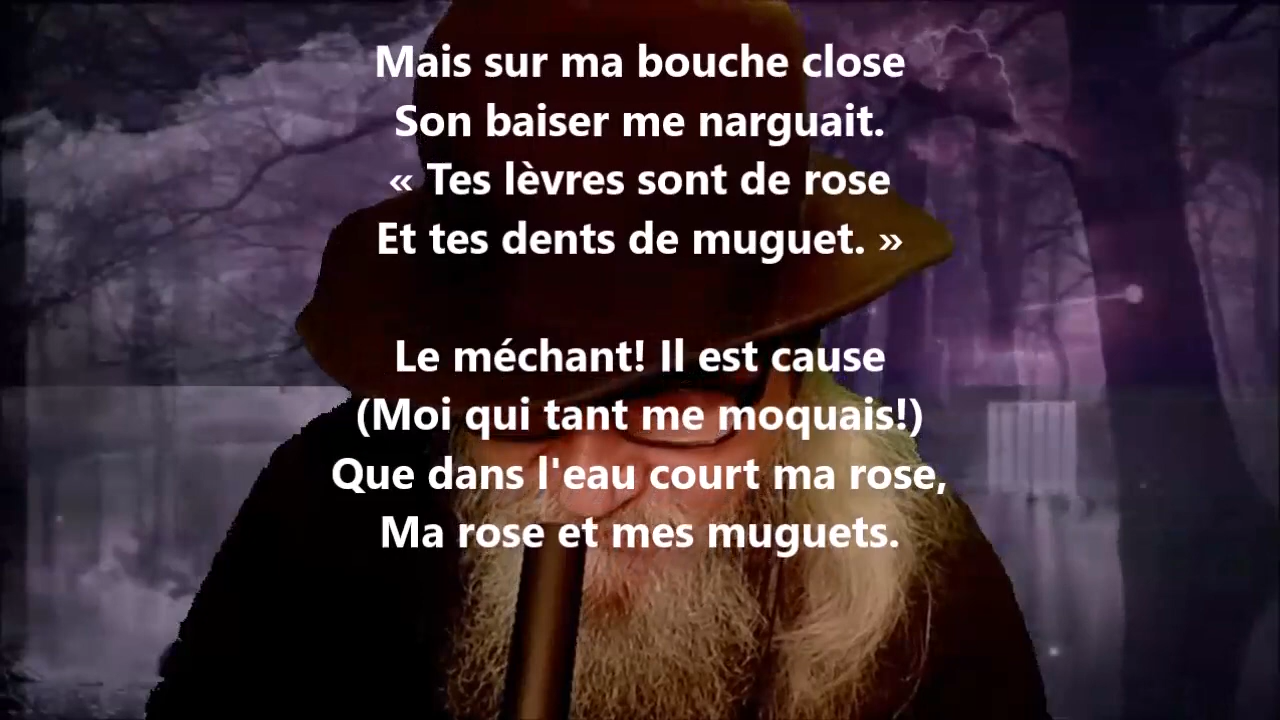 Mais sur ma bouche close
Son baiser me narguait.
« Tes lèvres sont de rose
Et tes dents de muguet. »
Le méchant! Il est cause
(Moi qui tant me moquais!)
Que dans l'eau court ma rose,
Ma rose et mes muguets.